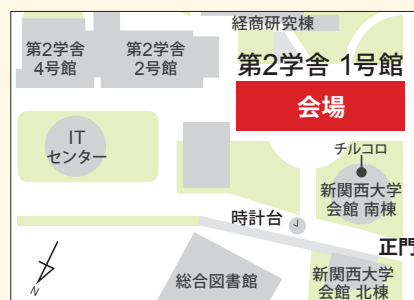 経商研究棟
第2学舎
4号館
第2学舎
2号館
第2学舎 1号館
会場
IT
センター
チルコロ
新関西大学
会館 南棟
時計台
正門
総合図書館
新関西大学
会館 北棟
N